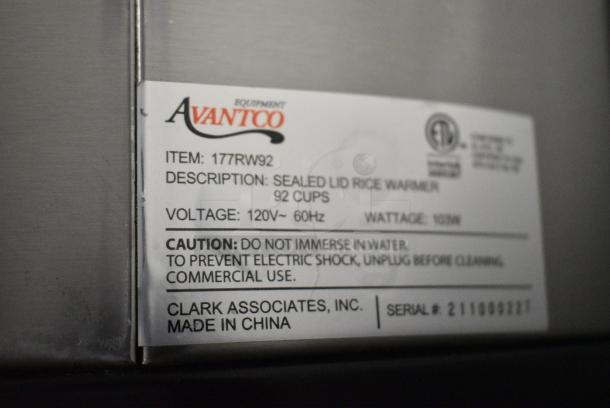 EQUIPMENT
AVANTCO
ITEM: 177RW92
DESCRIPTION: SEALED LID RICE WARMER
92 CUPS
VOLTAGE: 120V~ 60Hz WATTAGE: 103W
ETL
CAUTION: DO NOT IMMERSE IN WATER.
TO PREVENT ELECTRIC SHOCK, UNPLUG BEFORE CLEANING.
COMMERCIAL USE.
CLARK ASSOCIATES, INC.
MADE IN CHINA
SERIAL #: 211000227